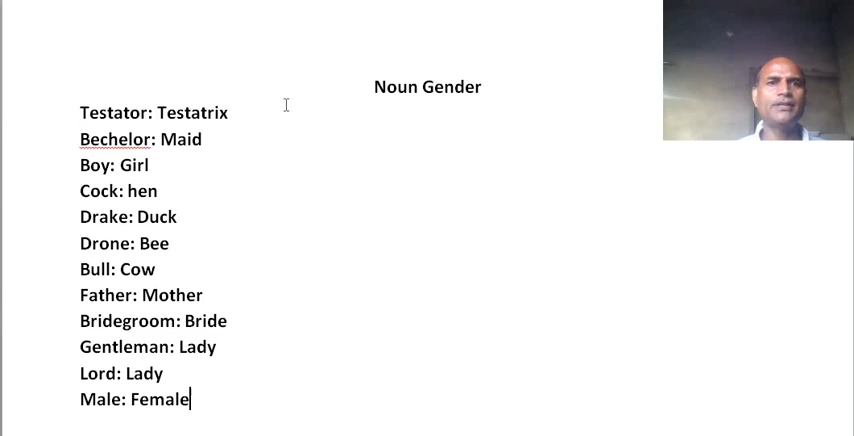 Noun Gender
Testator: Testatrix
Bechelor: Maid
Boy: Girl
Cock: hen
Drake: Duck
Drone: Bee
Bull: Cow
Father: Mother
Bridegroom: Bride
Gentleman: Lady
Lord: Lady
Male: Female